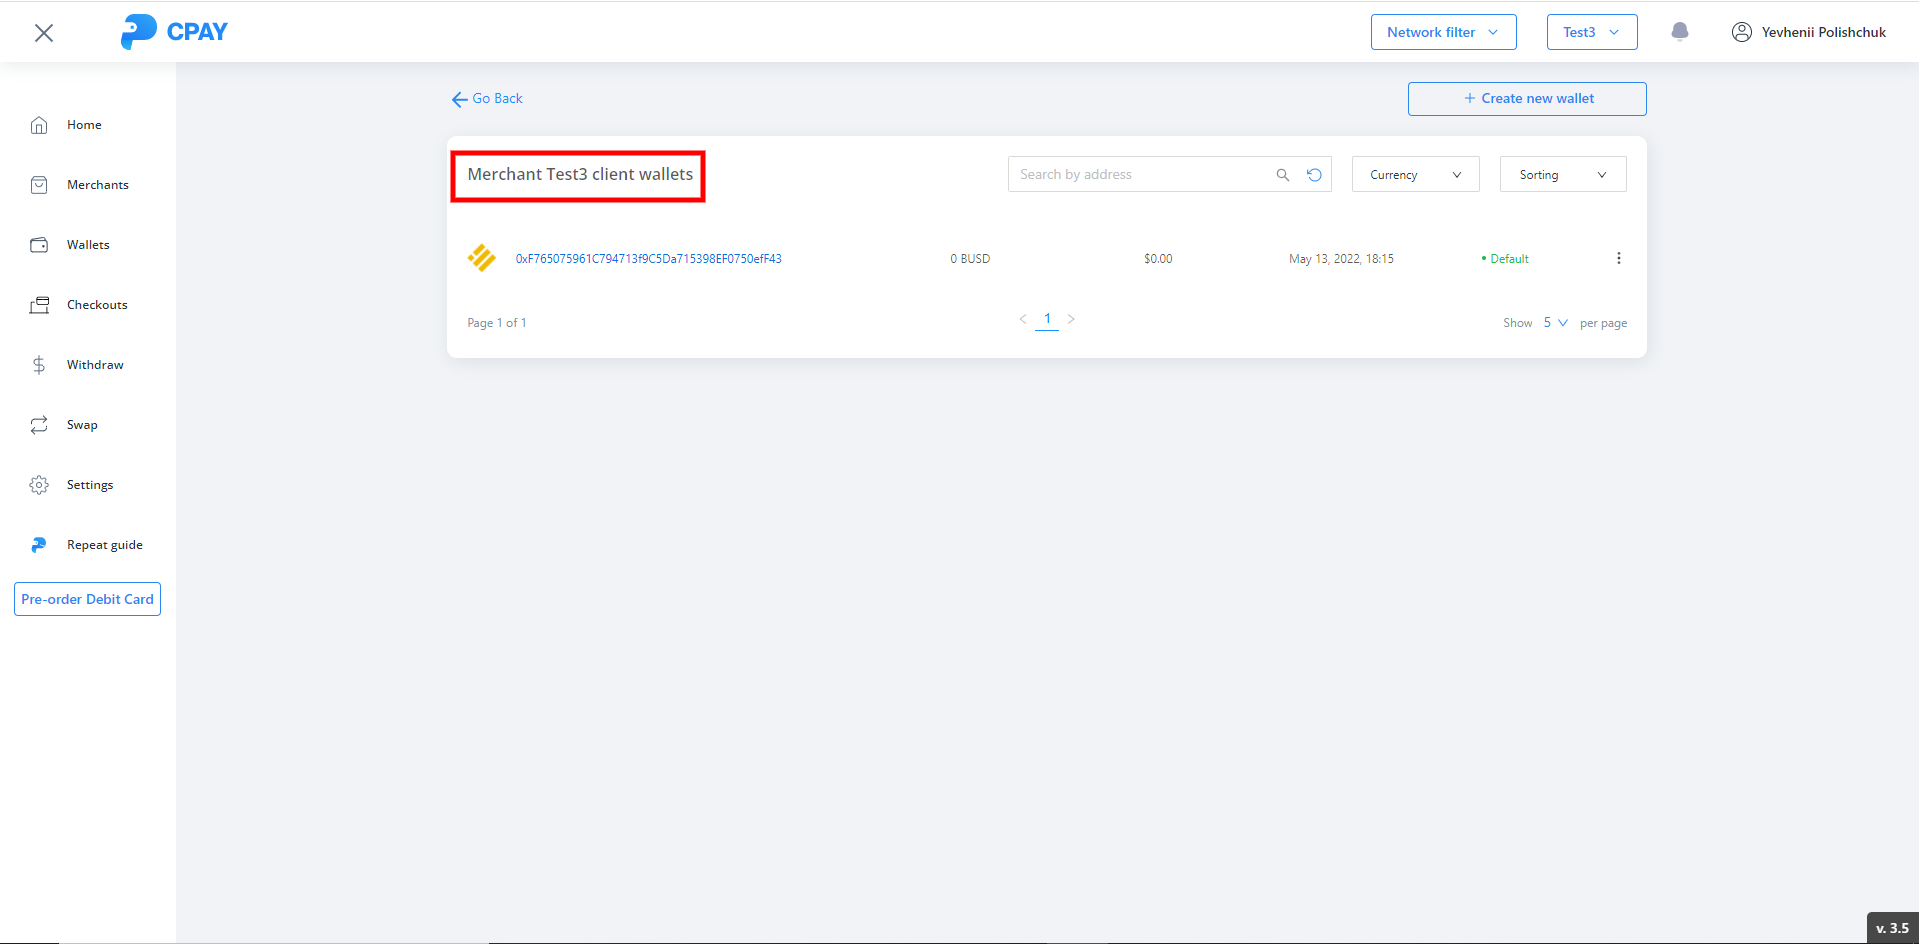 CPAY
Network filter
Test3
Yevhenii Polishchuk
Home
Merchants
Wallets
Checkouts
Withdraw
Swap
Settings
Repeat guide
Pre-order Debit Card
Go Back
+ Create new wallet
Merchant Test3 client wallets
Search by address
Currency
Sorting
0xF765075961C794713f9C5Da715398EF0750efF43 0 BUSD $0.00 May 13, 2022, 18:15 Default
Page 1 of 1 < 1 > Show 5 per page
v. 3.5